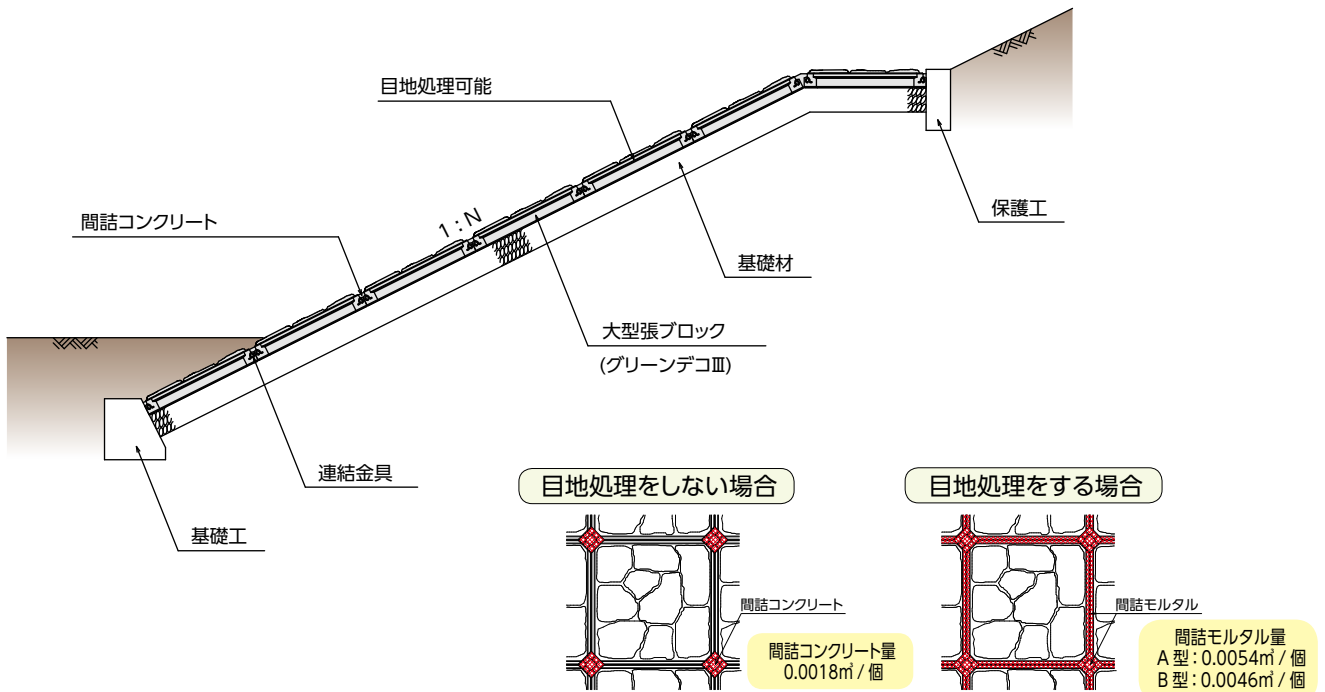 目地処理可能
間詰コンクリート
1:N
保護工
基礎材
大型張ブロック
(グリーンデコⅢ)
連結金具
基礎工
目地処理をしない場合
目地処理をする場合
間詰コンクリート
間詰コンクリート量
0.0018㎥/個
間詰モルタル
間詰モルタル量
A型:0.0054㎥/個
B型:0.0046㎥/個